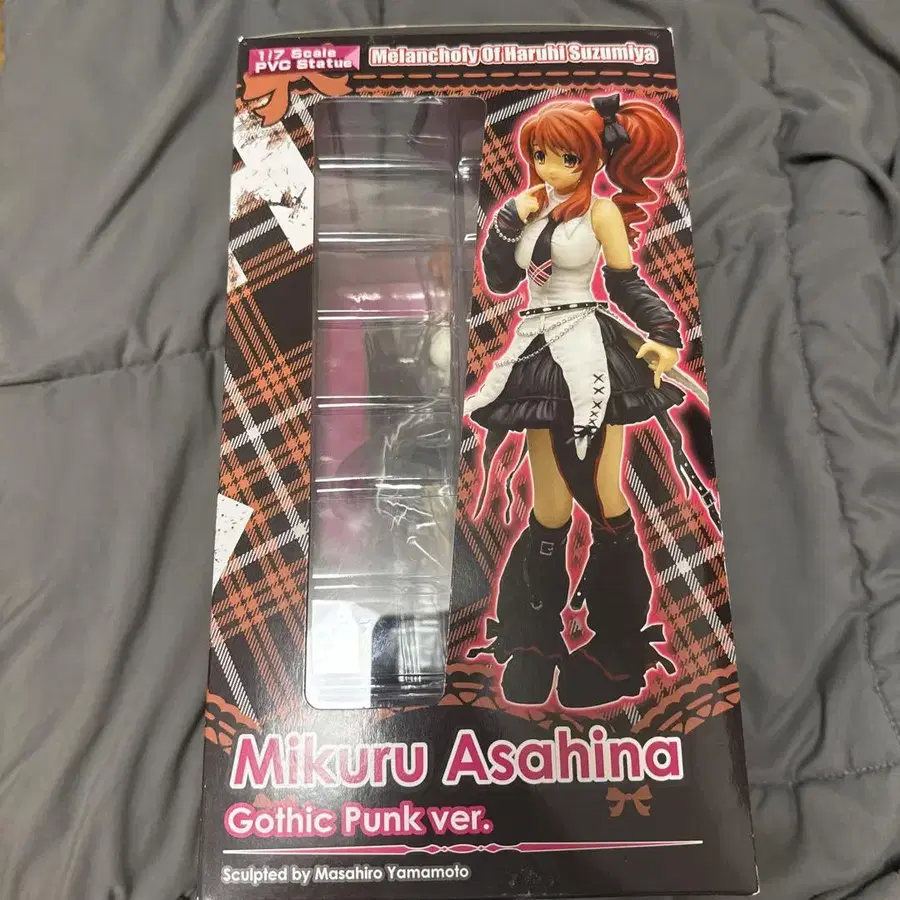 1/7 Scale
PVC Statue
Melancholy Of Haruhi Suzumiya
Mikuru Asahina
Gothic Punk ver.
Sculpted by Masahiro Yamamoto